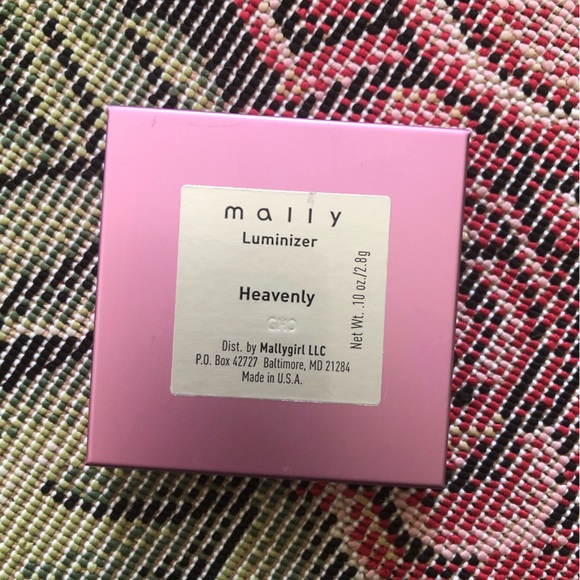 mally
Luminizer
Heavenly
CHD
Dist. by Mallygirl LLC
P.O. Box 42727 Baltimore, MD 21284
Made in U.S.A.
Net Wt. .10 oz./2.8g